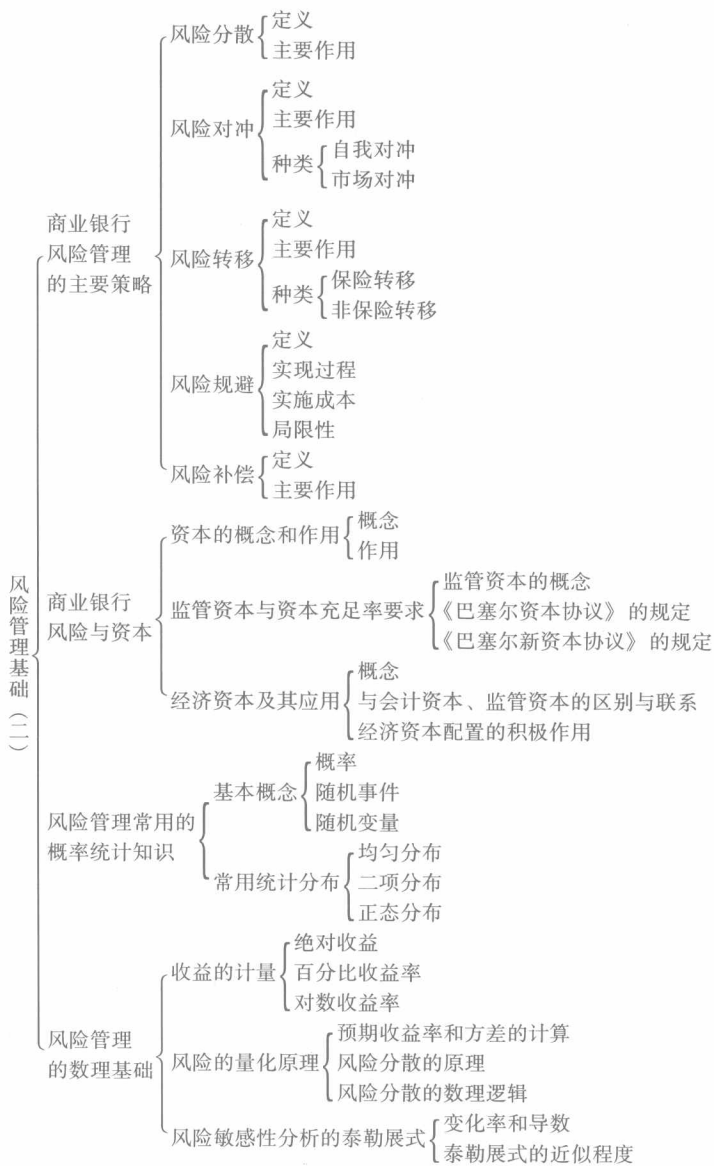 风险管理基础（二）
商业银行
风险管理
的主要策略
风险分散
定义
主要作用
风险对冲
定义
主要作用
种类
自我对冲
市场对冲
风险转移
定义
主要作用
种类
保险转移
非保险转移
风险规避
定义
实现过程
实施成本
局限性
风险补偿
定义
主要作用
商业银行
风险与资本
资本的概念和作用
概念
作用
监管资本与资本充足率要求
监管资本的概念
《巴塞尔资本协议》的规定
《巴塞尔新资本协议》的规定
经济资本及其应用
概念
与会计资本、监管资本的区别与联系
经济资本配置的积极作用
风险管理常用的
概率统计知识
基本概念
概率
随机事件
随机变量
常用统计分布
均匀分布
二项分布
正态分布
风险管理
的数理基础
收益的计量
绝对收益
百分比收益率
对数收益率
风险的量化原理
预期收益率和方差的计算
风险分散的原理
风险分散的数理逻辑
风险敏感性分析的泰勒展式
变化率和导数
泰勒展式的近似程度